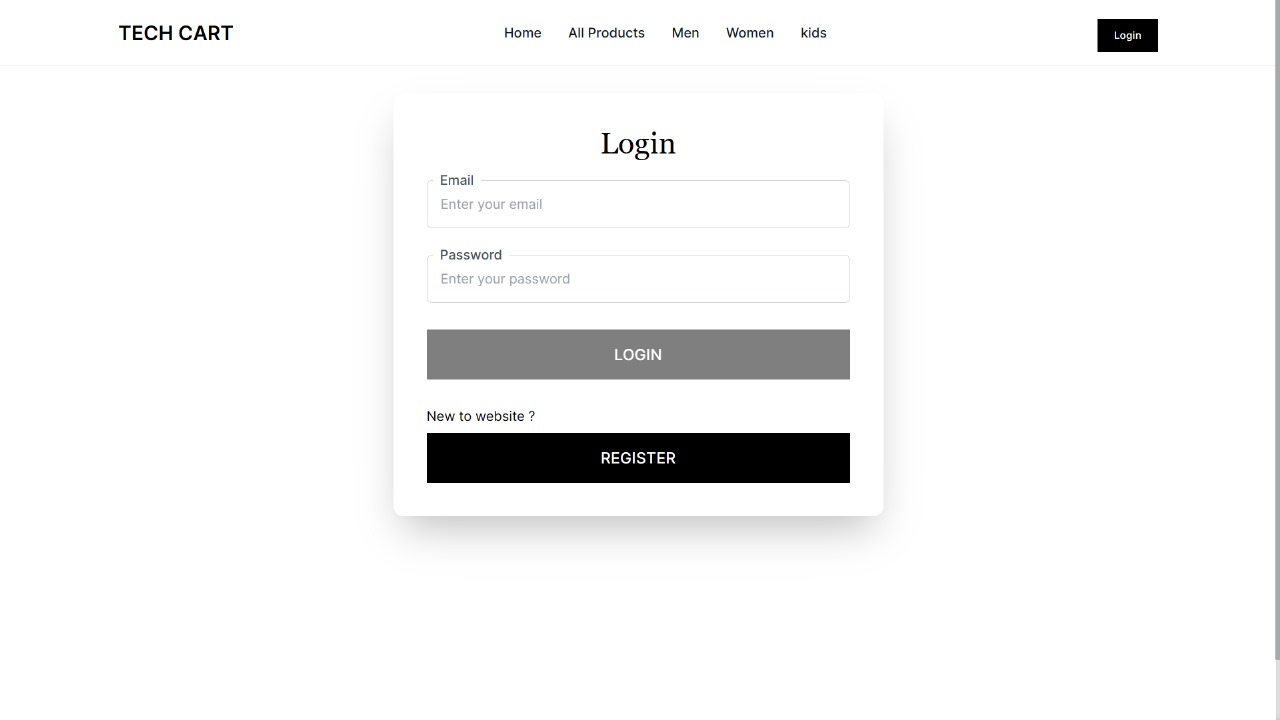 TECH CART
Home
All Products
Men
Women
kids
Login
Login
Email
Enter your email
Password
Enter your password
LOGIN
New to website ?
REGISTER